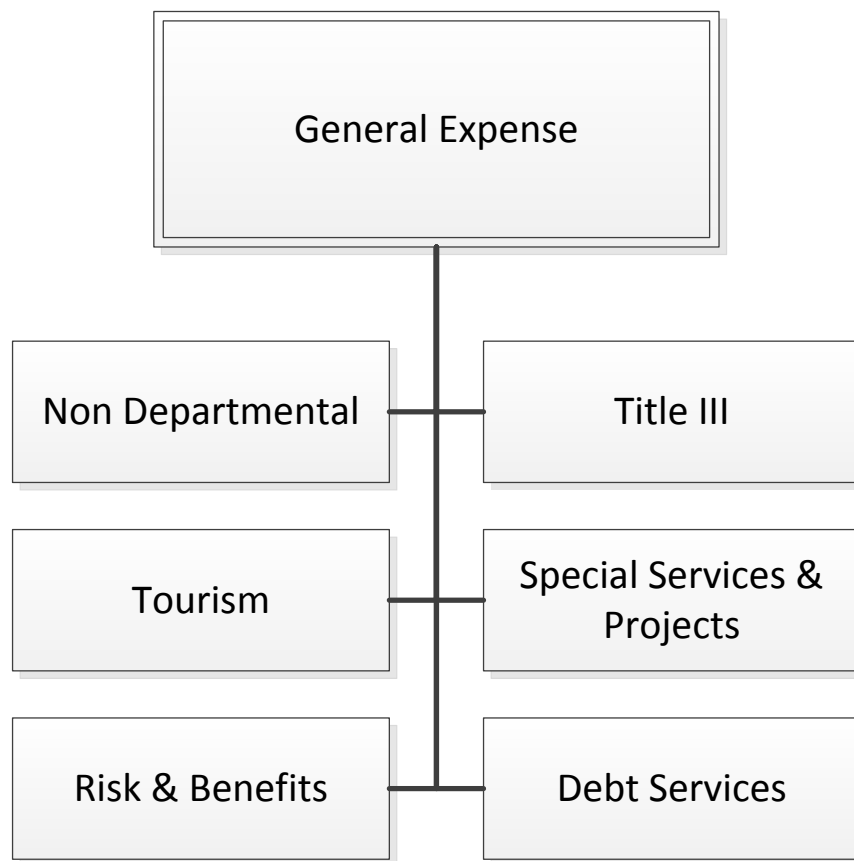 General Expense
Non Departmental
Title III
Tourism
Special Services &
Projects
Risk & Benefits
Debt Services